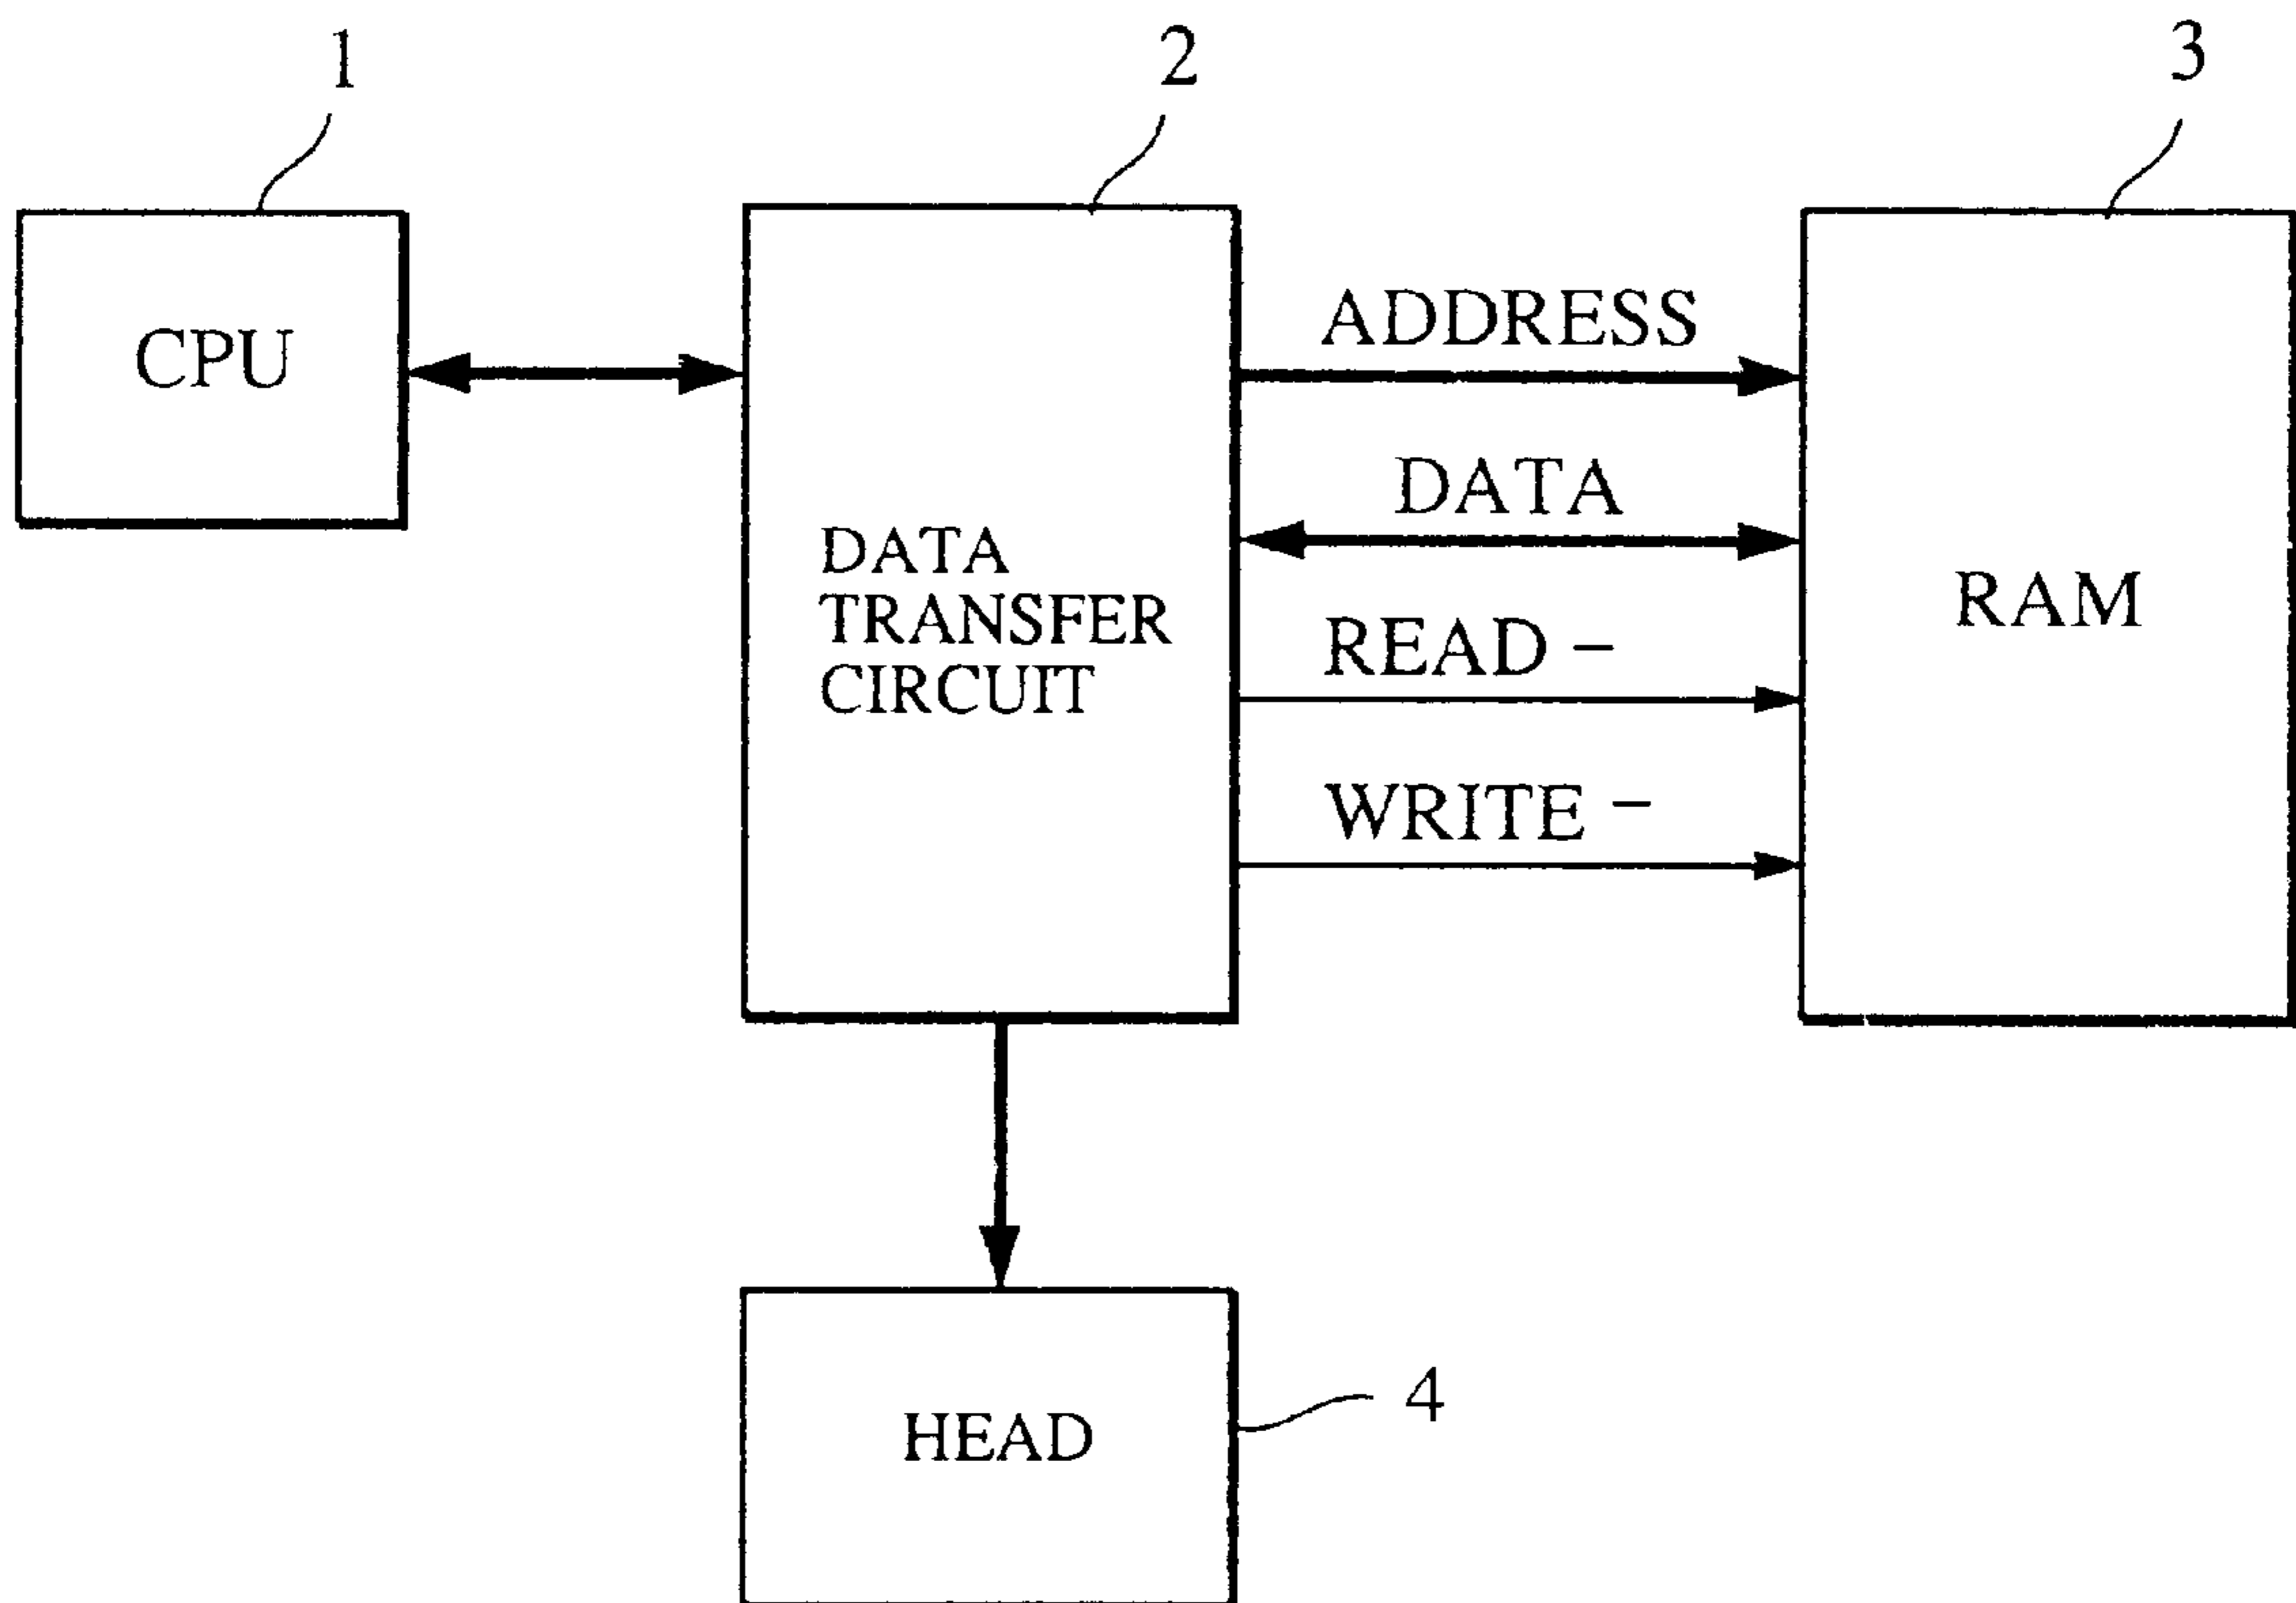 1
2
3
CPU
ADDRESS
DATA
DATA
TRANSFER
CIRCUIT
READ –
WRITE –
RAM
HEAD
4